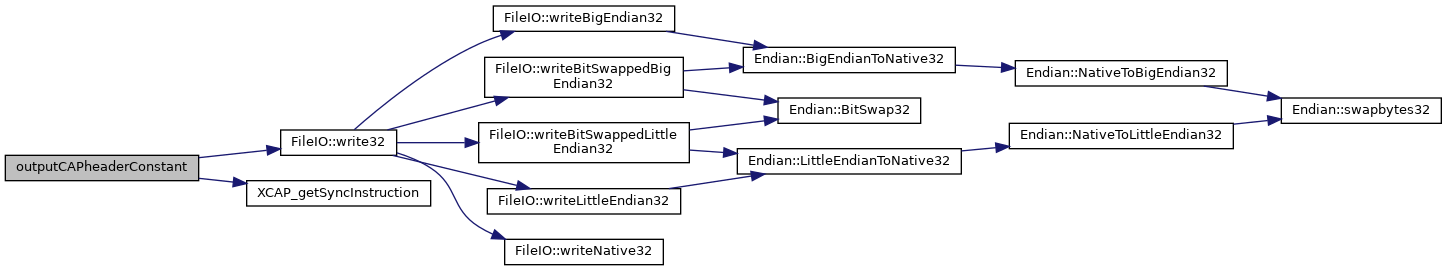 outputCAPheaderConstant
FileIO::write32
XCAP_getSyncInstruction
FileIO::writeBigEndian32
FileIO::writeBitSwappedBig
Endian32
FileIO::writeBitSwappedLittle
Endian32
FileIO::writeLittleEndian32
FileIO::writeNative32
Endian::BigEndianToNative32
Endian::BitSwap32
Endian::LittleEndianToNative32
Endian::NativeToBigEndian32
Endian::NativeToLittleEndian32
Endian::swapbytes32